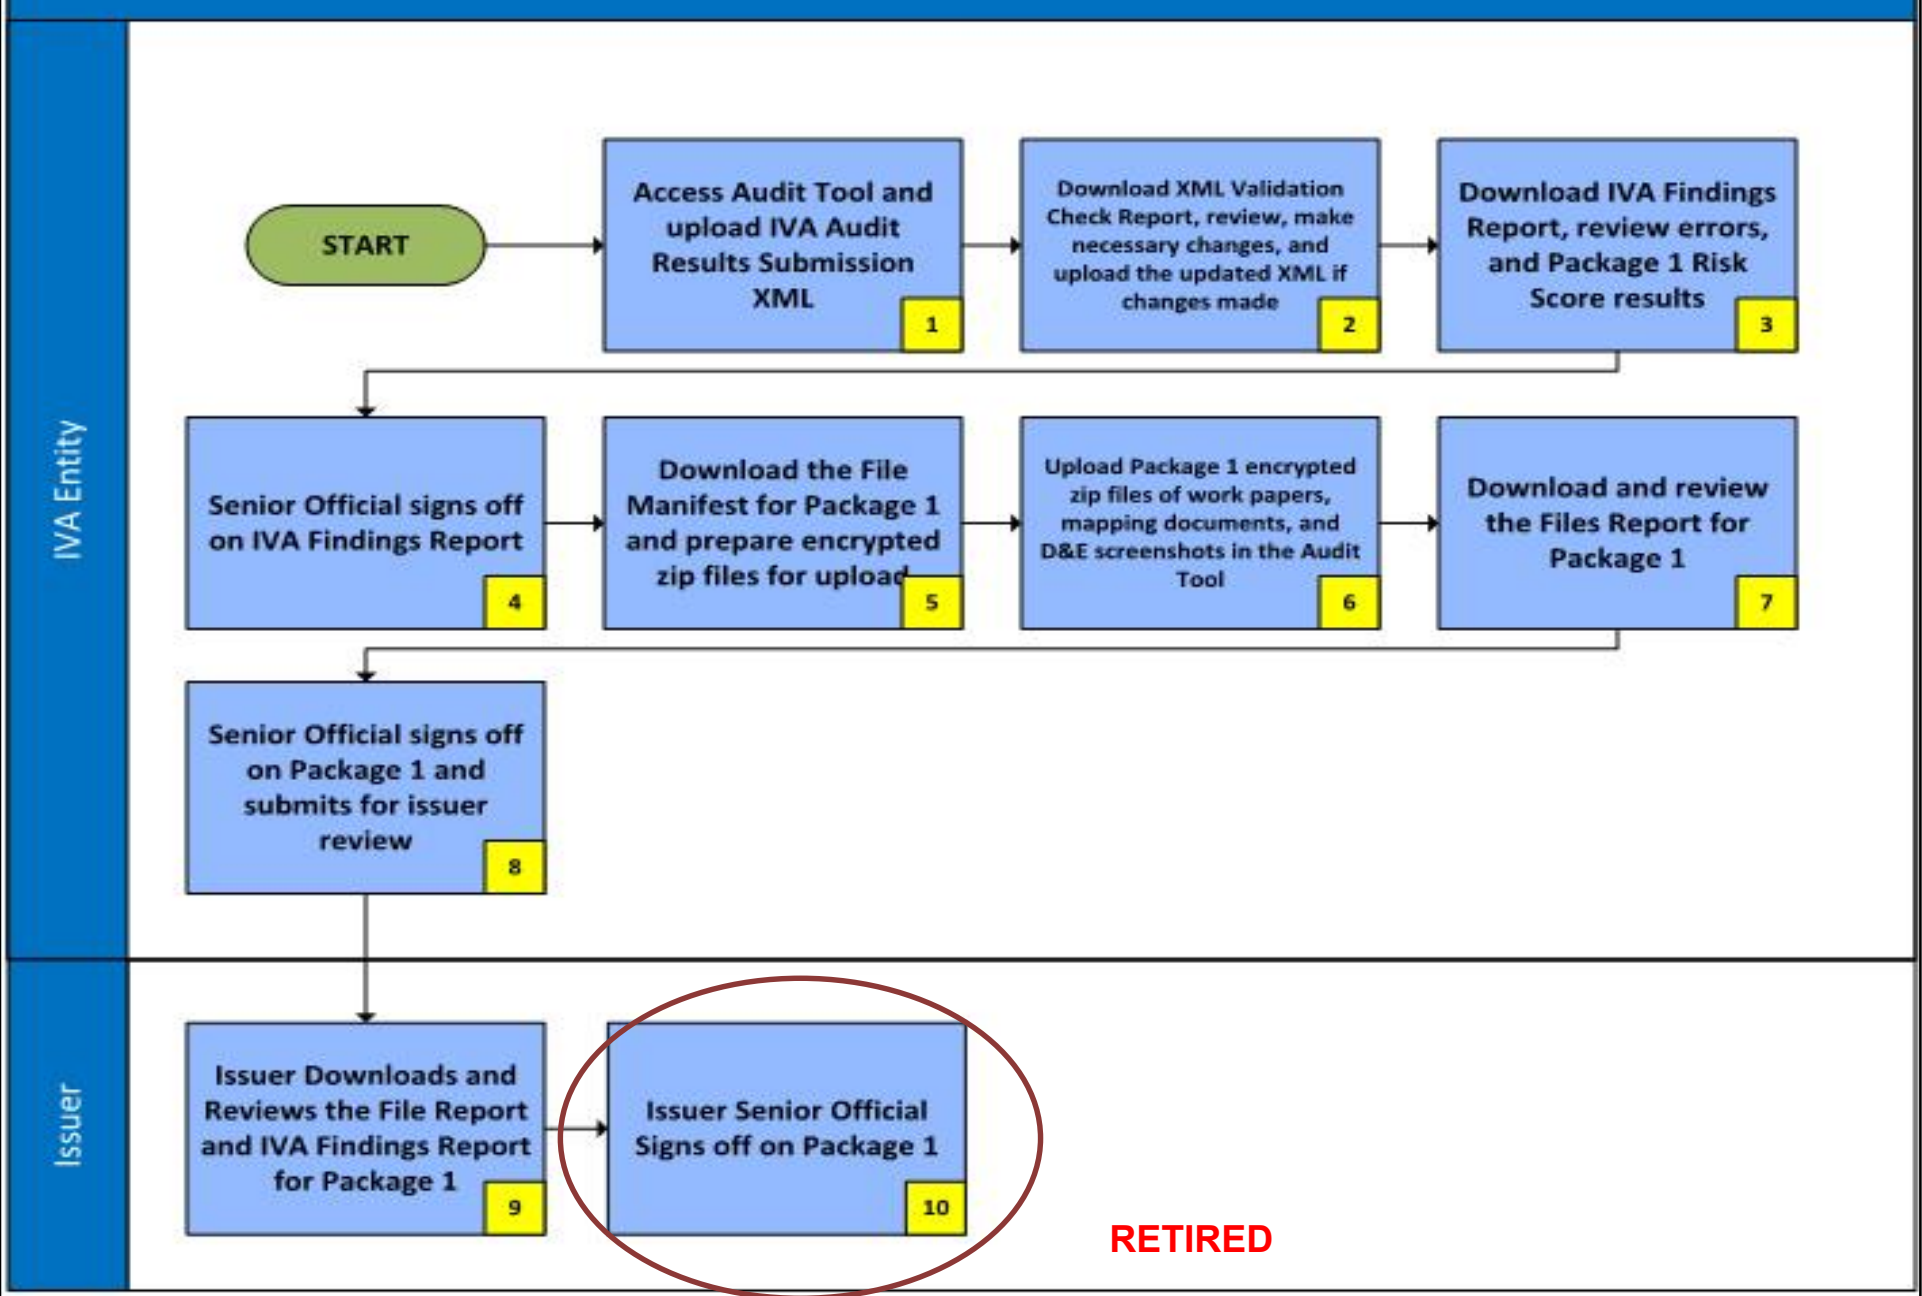 IVA Entity
START
Access Audit Tool and
upload IVA Audit
Results Submission
XML
1
Download XML Validation
Check Report, review, make
necessary changes, and
upload the updated XML if
changes made
2
Download IVA Findings
Report, review errors,
and Package 1 Risk
Score results
3
Senior Official signs off
on IVA Findings Report
4
Download the File
Manifest for Package 1
and prepare encrypted
zip files for upload
5
Upload Package 1 encrypted
zip files of work papers,
mapping documents, and
D&E screenshots in the Audit
Tool
6
Download and review
the Files Report for
Package 1
7
Senior Official signs off
on Package 1 and
submits for issuer
review
8
Issuer
Issuer Downloads and
Reviews the File Report
and IVA Findings Report
for Package 1
9
Issuer Senior Official
Signs off on Package 1
10
RETIRED